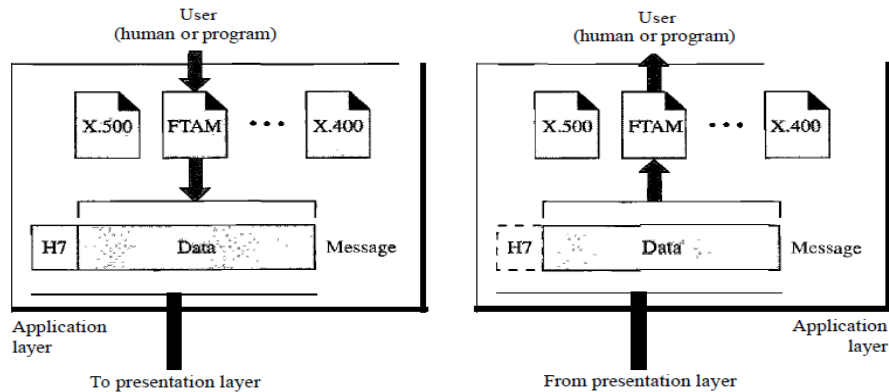 User
(human or program)
X.500
FTAM
• • •
X.400
H7
Data
Message
Application
layer
To presentation layer
User
(human or program)
X.500
FTAM
• • •
X.400
H7
Data
Message
Application
layer
From presentation layer